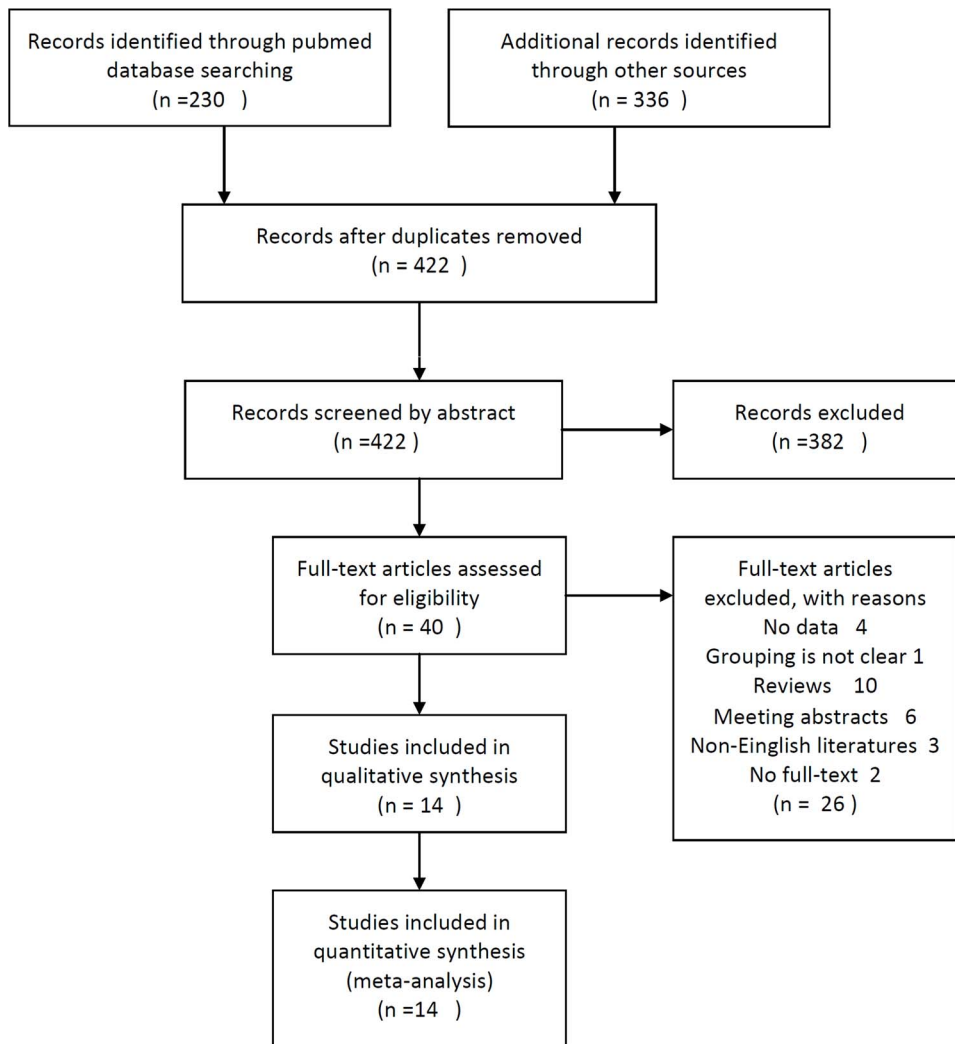 Records identified through pubmed
database searching
(n =230   )
Additional records identified
through other sources
(n = 336   )
Records after duplicates removed
(n = 422   )
Records screened by abstract
(n =422   )
Records excluded
(n =382   )
Full-text articles assessed
for eligibility
(n = 40   )
Full-text articles
excluded, with reasons
No data   4
Grouping is not clear 1
Reviews    10
Meeting abstracts   6
Non-Einglish literatures  3
No full-text  2
(n =  26 )
Studies included in
qualitative synthesis
(n = 14   )
Studies included in
quantitative synthesis
(meta-analysis)
(n =14   )